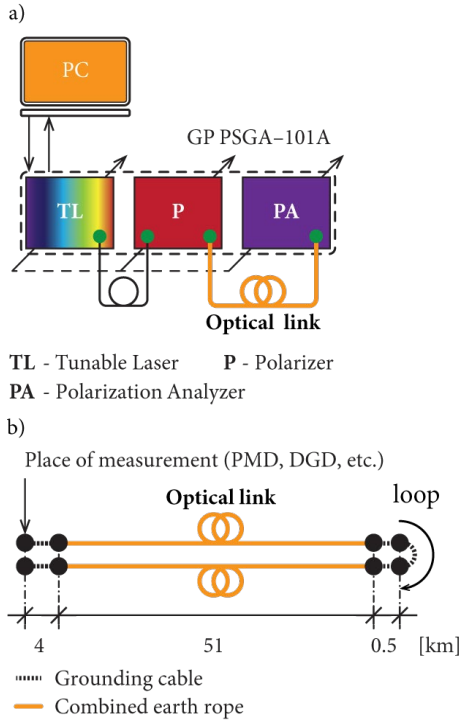 a)
PC
GP PSGA–101A
TL P PA
Optical link
TL - Tunable Laser P - Polarizer
PA - Polarization Analyzer
b)
Place of measurement (PMD, DGD, etc.)
Optical link
loop
4 51 0.5 [km]
Grounding cable
Combined earth rope